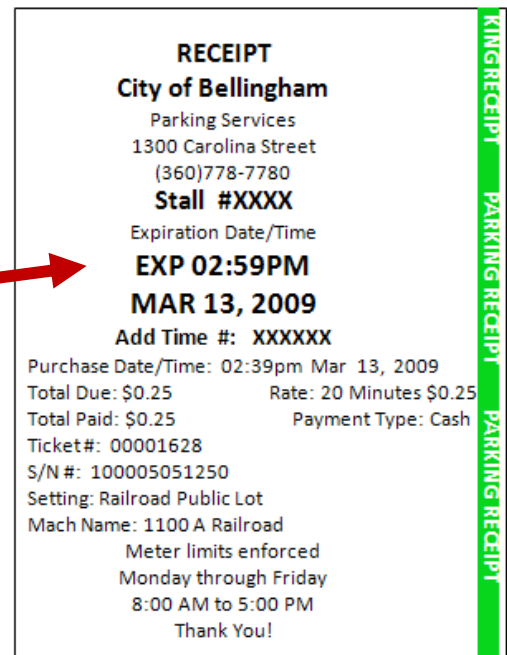 RECEIPT
City of Bellingham
Parking Services
1300 Carolina Street
(360)778-7780
Stall #XXXX
Expiration Date/Time
EXP 02:59PM
MAR 13, 2009
Add Time #: XXXXXX
Purchase Date/Time: 02:39pm Mar 13, 2009
Total Due: $0.25 Rate: 20 Minutes $0.25
Total Paid: $0.25 Payment Type: Cash
Ticket#: 00001628
S/N #: 100005051250
Setting: Railroad Public Lot
Mach Name: 1100 A Railroad
Meter limits enforced
Monday through Friday
8:00 AM to 5:00 PM
Thank You!
KING RECEIPT PARKING RECEIPT PARKING RECEIPT